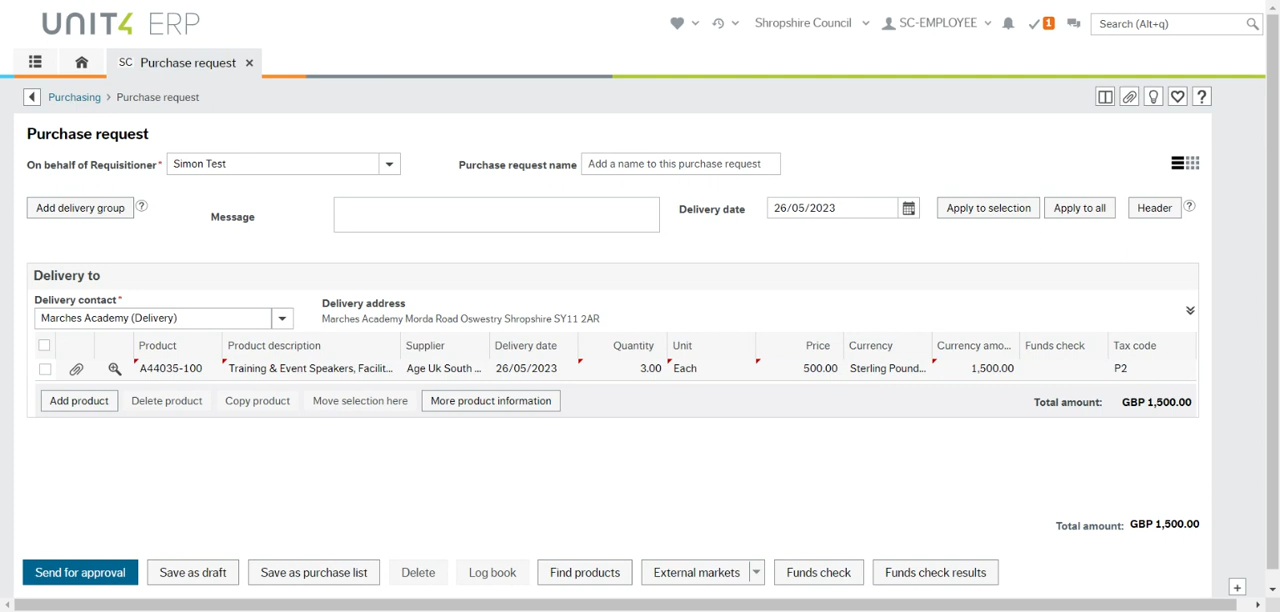 UNIT4 ERP
Shropshire Council SC-EMPLOYEE 1 Search (Alt+q)
SC Purchase request ×
Purchasing > Purchase request ?
Purchase request
On behalf of Requisitioner* Simon Test Purchase request name Add a name to this purchase request
Add delivery group ? Message Delivery date 26/05/2023 Apply to selection Apply to all Header ?
Delivery to
Delivery contact* Delivery address
Marches Academy (Delivery) Marches Academy Morda Road Oswestry Shropshire SY11 2AR
Product Product description Supplier Delivery date Quantity Unit Price Currency Currency amo... Funds check Tax code
A44035-100 Training & Event Speakers, Facilit... Age Uk South ... 26/05/2023 3.00 Each 500.00 Sterling Pound... 1,500.00 P2
Add product Delete product Copy product Move selection here More product information Total amount: GBP 1,500.00
Total amount: GBP 1,500.00
Send for approval Save as draft Save as purchase list Delete Log book Find products External markets Funds check Funds check results
+